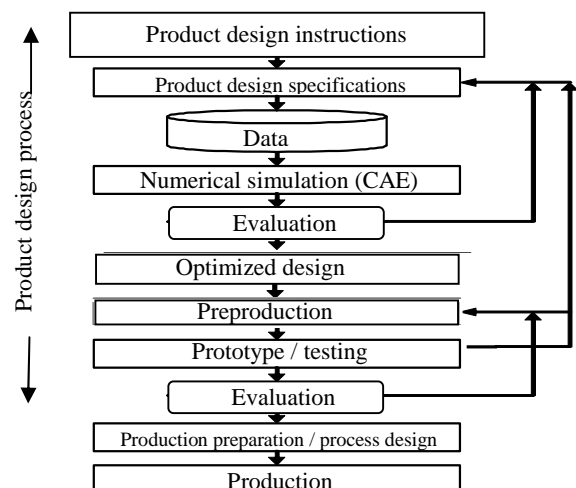 Product design instructions
Product design specifications
Data
Numerical simulation (CAE)
Evaluation
Optimized design
Preproduction
Prototype / testing
Evaluation
Production preparation / process design
Production
Product design process